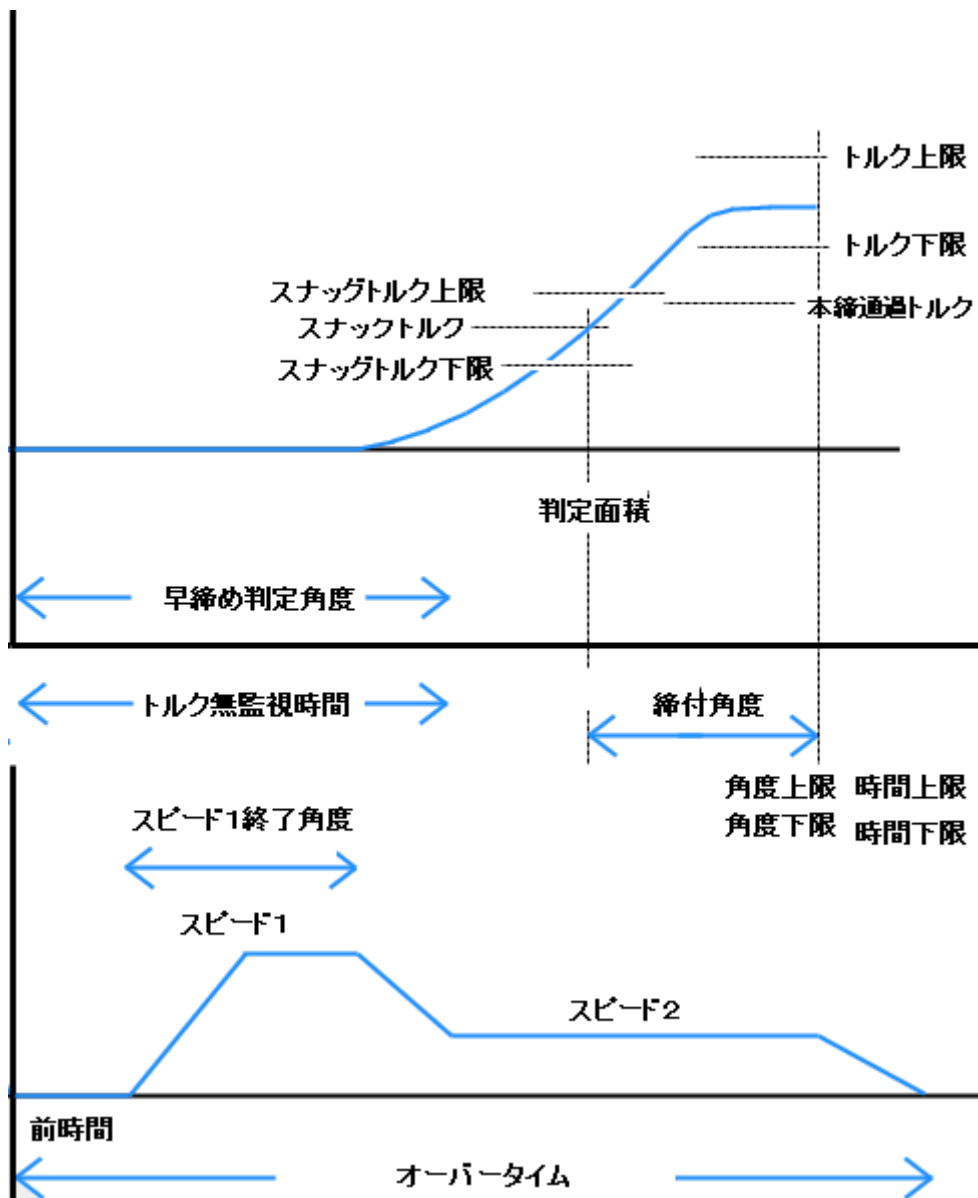 トルク上限
トルク下限
スナッグトルク上限
本締通過トルク
スナックトルク
スナッグトルク下限
判定面積
早締め判定角度
トルク無監視時間
締付角度
角度上限 時間上限
角度下限 時間下限
スピード1終了角度
スピード1
スピード2
前時間
オーバータイム